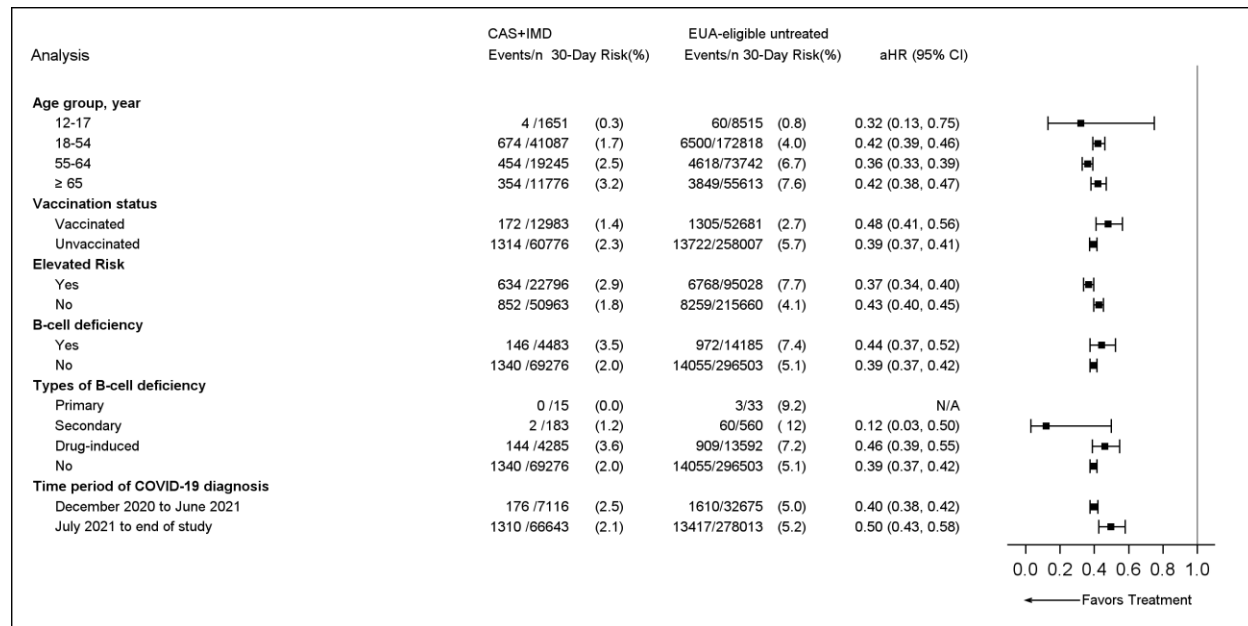 CAS+IMD EUA-eligible untreated
Analysis Events/n 30-Day Risk(%) Events/n 30-Day Risk(%) aHR (95% CI)
Age group, year
12-17 4 /1651 (0.3) 60/8515 (0.8) 0.32 (0.13, 0.75)
18-54 674 /41087 (1.7) 6500/172818 (4.0) 0.42 (0.39, 0.46)
55-64 454 /19245 (2.5) 4618/73742 (6.7) 0.36 (0.33, 0.39)
≥ 65 354 /11776 (3.2) 3849/55613 (7.6) 0.42 (0.38, 0.47)
Vaccination status
Vaccinated 172 /12983 (1.4) 1305/52681 (2.7) 0.48 (0.41, 0.56)
Unvaccinated 1314 /60776 (2.3) 13722/258007 (5.7) 0.39 (0.37, 0.41)
Elevated Risk
Yes 634 /22796 (2.9) 6768/95028 (7.7) 0.37 (0.34, 0.40)
No 852 /50963 (1.8) 8259/215660 (4.1) 0.43 (0.40, 0.45)
B-cell deficiency
Yes 146 /4483 (3.5) 972/14185 (7.4) 0.44 (0.37, 0.52)
No 1340 /69276 (2.0) 14055/296503 (5.1) 0.39 (0.37, 0.42)
Types of B-cell deficiency
Primary 0 /15 (0.0) 3/33 (9.2) N/A
Secondary 2 /183 (1.2) 60/560 ( 12) 0.12 (0.03, 0.50)
Drug-induced 144 /4285 (3.6) 909/13592 (7.2) 0.46 (0.39, 0.55)
No 1340 /69276 (2.0) 14055/296503 (5.1) 0.39 (0.37, 0.42)
Time period of COVID-19 diagnosis
December 2020 to June 2021 176 /7116 (2.5) 1610/32675 (5.0) 0.40 (0.38, 0.42)
July 2021 to end of study 1310 /66643 (2.1) 13417/278013 (5.2) 0.50 (0.43, 0.58)
0.0 0.2 0.4 0.6 0.8 1.0
Favors Treatment